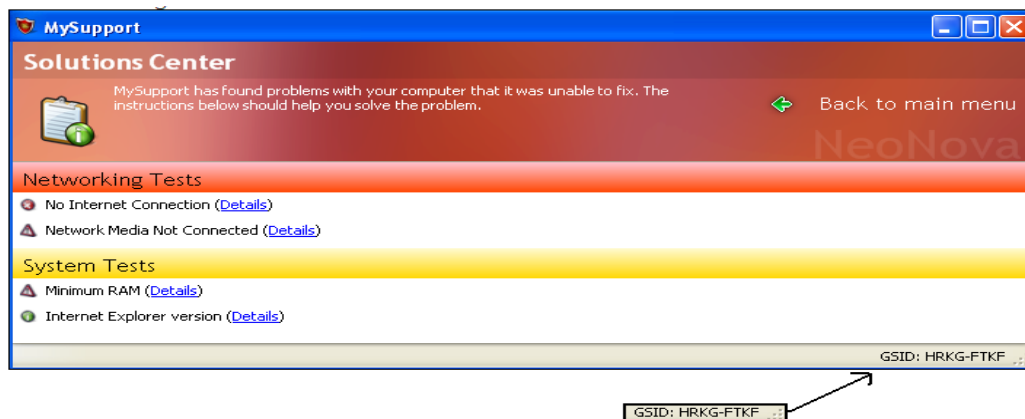 MySupport
Solutions Center
MySupport has found problems with your computer that it was unable to fix. The
instructions below should help you solve the problem.
Back to main menu
NeoNova
Networking Tests
No Internet Connection (Details)
Network Media Not Connected (Details)
System Tests
Minimum RAM (Details)
Internet Explorer version (Details)
GSID: HRKG-FTKF
GSID: HRKG-FTKF